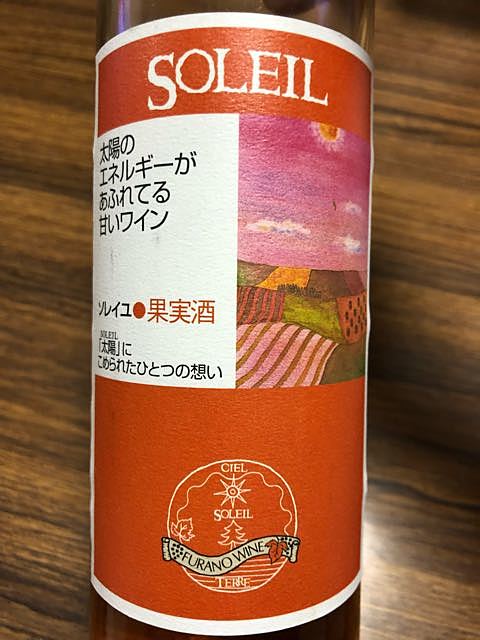 SOLEIL
太陽の
エネルギーが
あふれてる
甘いワイン
ソレイユ●果実酒
SOLEIL
「太陽」に
こめられたひとつの想い
CIEL
SOLEIL
FURANO WINE
TERRE